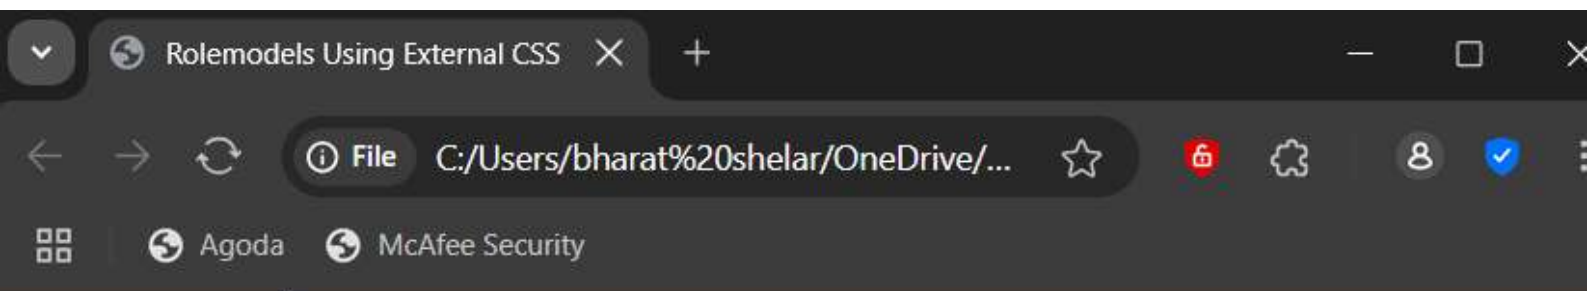 Rolemodels Using External CSS
File C:/Users/bharat%20shelar/OneDrive/...
Agoda McAfee Security